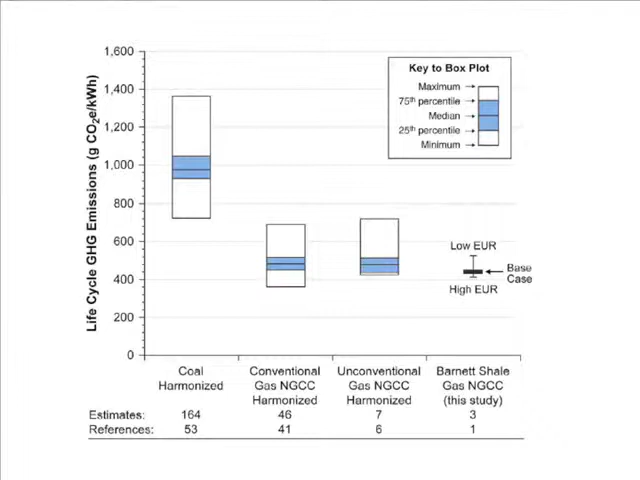 Life Cycle GHG Emissions (g CO2e/kWh)
1,600
1,400
1,200
1,000
800
600
400
200
0
Key to Box Plot
Maximum
75th percentile
Median
25th percentile
Minimum
Low EUR
Base
Case
High EUR
Coal
Harmonized
Conventional
Gas NGCC
Harmonized
Unconventional
Gas NGCC
Harmonized
Barnett Shale
Gas NGCC
(this study)
Estimates: 164 46 7 3
References: 53 41 6 1